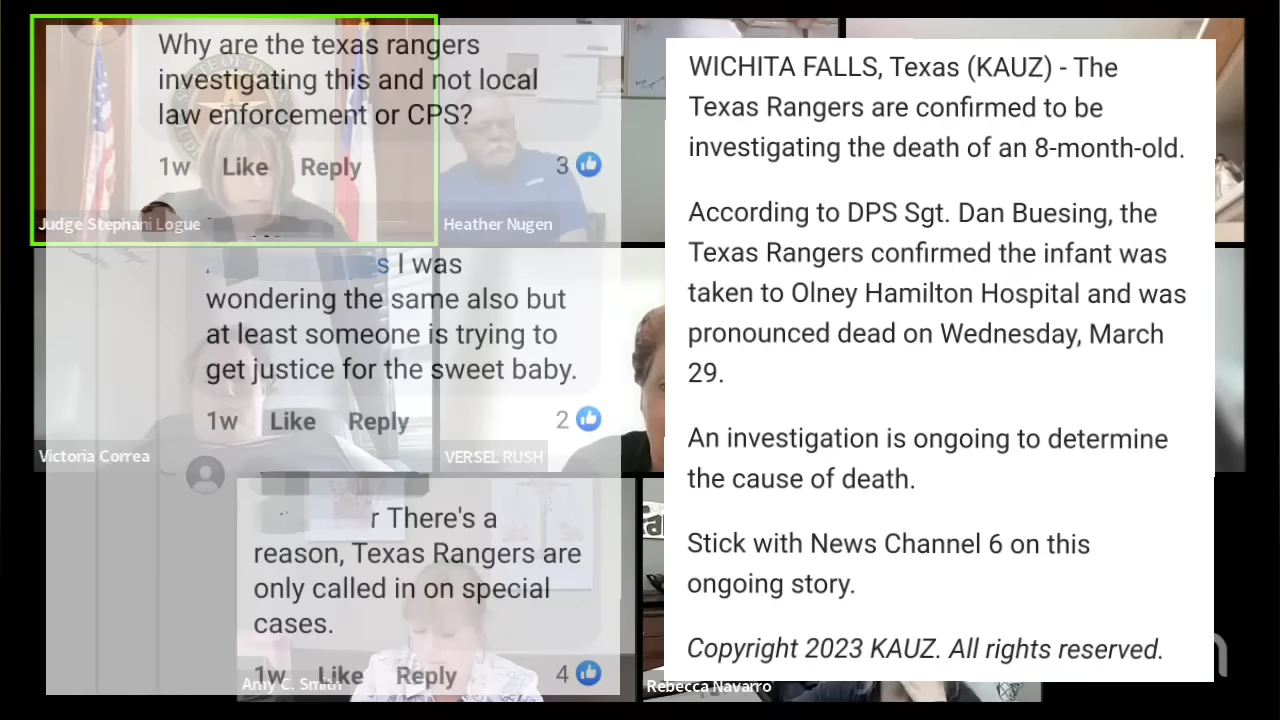 Why are the texas rangers
investigating this and not local
law enforcement or CPS?
1w Like Reply 3
Judge Stephani Logue
Heather Nugen
s I was
wondering the same also but
at least someone is trying to
get justice for the sweet baby.
1w Like Reply 2
Victoria Correa
VERSEL RUSH
r There's a
reason, Texas Rangers are
only called in on special
cases.
1w Like Reply 4
Amy C. Smith
Rebecca Navarro
WICHITA FALLS, Texas (KAUZ) - The
Texas Rangers are confirmed to be
investigating the death of an 8-month-old.
According to DPS Sgt. Dan Buesing, the
Texas Rangers confirmed the infant was
taken to Olney Hamilton Hospital and was
pronounced dead on Wednesday, March
29.
An investigation is ongoing to determine
the cause of death.
Stick with News Channel 6 on this
ongoing story.
Copyright 2023 KAUZ. All rights reserved.